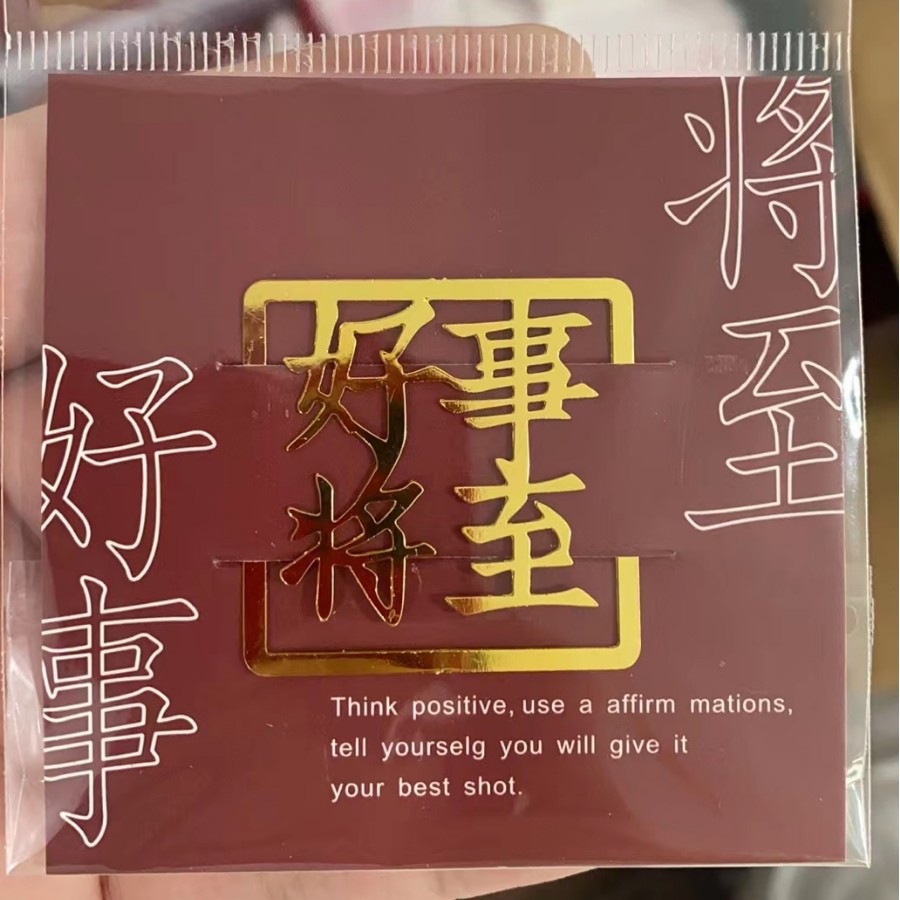 将至
好事
将至
好事
Think positive, use a affirm mations,
tell yourselg you will give it
your best shot.